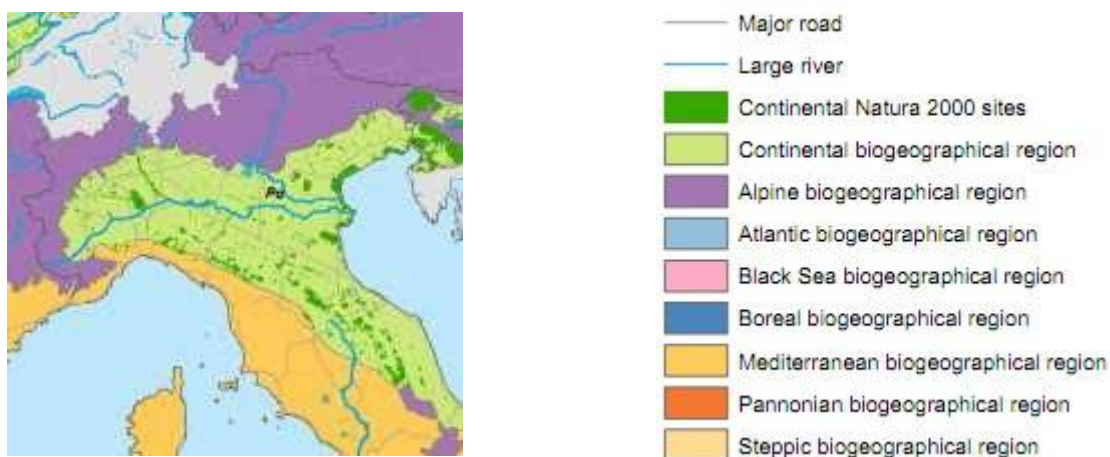 Po
Major road
Large river
Continental Natura 2000 sites
Continental biogeographical region
Alpine biogeographical region
Atlantic biogeographical region
Black Sea biogeographical region
Boreal biogeographical region
Mediterranean biogeographical region
Pannonian biogeographical region
Steppic biogeographical region